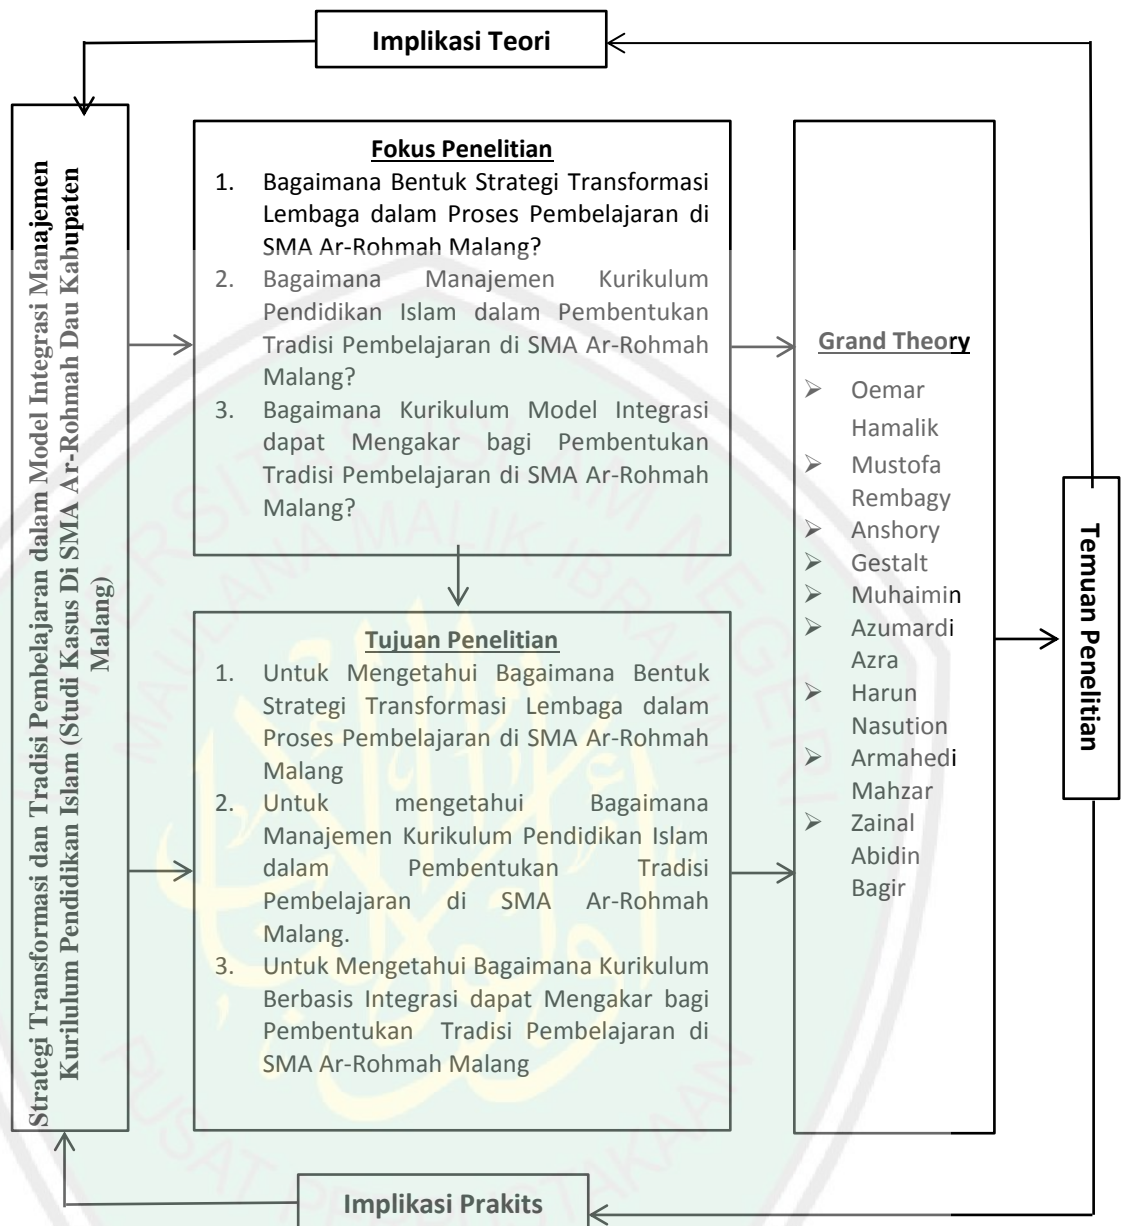 Implikasi Teori
Strategi Transformasi dan Tradisi Pembelajaran dalam Model Integrasi Manajemen
Kurilulum Pendidikan Islam (Studi Kasus Di SMA Ar-Rohmah Dau Kabupaten
Malang)
Fokus Penelitian
1. Bagaimana Bentuk Strategi Transformasi
Lembaga dalam Proses Pembelajaran di
SMA Ar-Rohmah Malang?
2. Bagaimana Manajemen Kurikulum
Pendidikan Islam dalam Pembentukan
Tradisi Pembelajaran di SMA Ar-Rohmah
Malang?
3. Bagaimana Kurikulum Model Integrasi
dapat Mengakar bagi Pembentukan
Tradisi Pembelajaran di SMA Ar-Rohmah
Malang?
Tujuan Penelitian
1. Untuk Mengetahui Bagaimana Bentuk
Strategi Transformasi Lembaga dalam
Proses Pembelajaran di SMA Ar-Rohmah
Malang
2. Untuk mengetahui Bagaimana
Manajemen Kurikulum Pendidikan Islam
dalam Pembentukan Tradisi
Pembelajaran di SMA Ar-Rohmah
Malang.
3. Untuk Mengetahui Bagaimana Kurikulum
Berbasis Integrasi dapat Mengakar bagi
Pembentukan Tradisi Pembelajaran di
SMA Ar-Rohmah Malang
Grand Theory
➢ Oemar
Hamalik
➢ Mustofa
Rembagy
➢ Anshory
➢ Gestalt
➢ Muhaimin
➢ Azumardi
Azra
➢ Harun
Nasution
➢ Armahedi
Mahzar
➢ Zainal
Abidin
Bagir
Temuan Penelitian
Implikasi Prakits
MAULANA MALIK IBRAHIM
PUSAT PERPUSTAKAAN